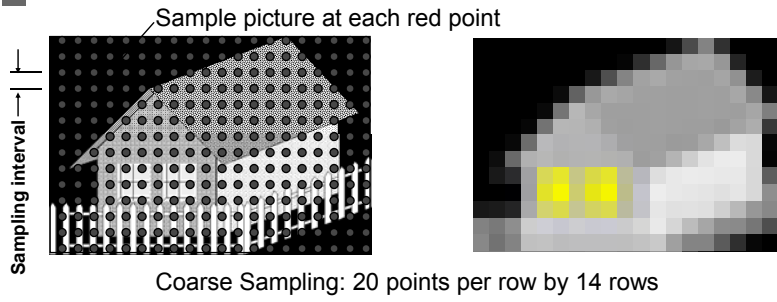 Sample picture at each red point
Sampling interval
Coarse Sampling: 20 points per row by 14 rows